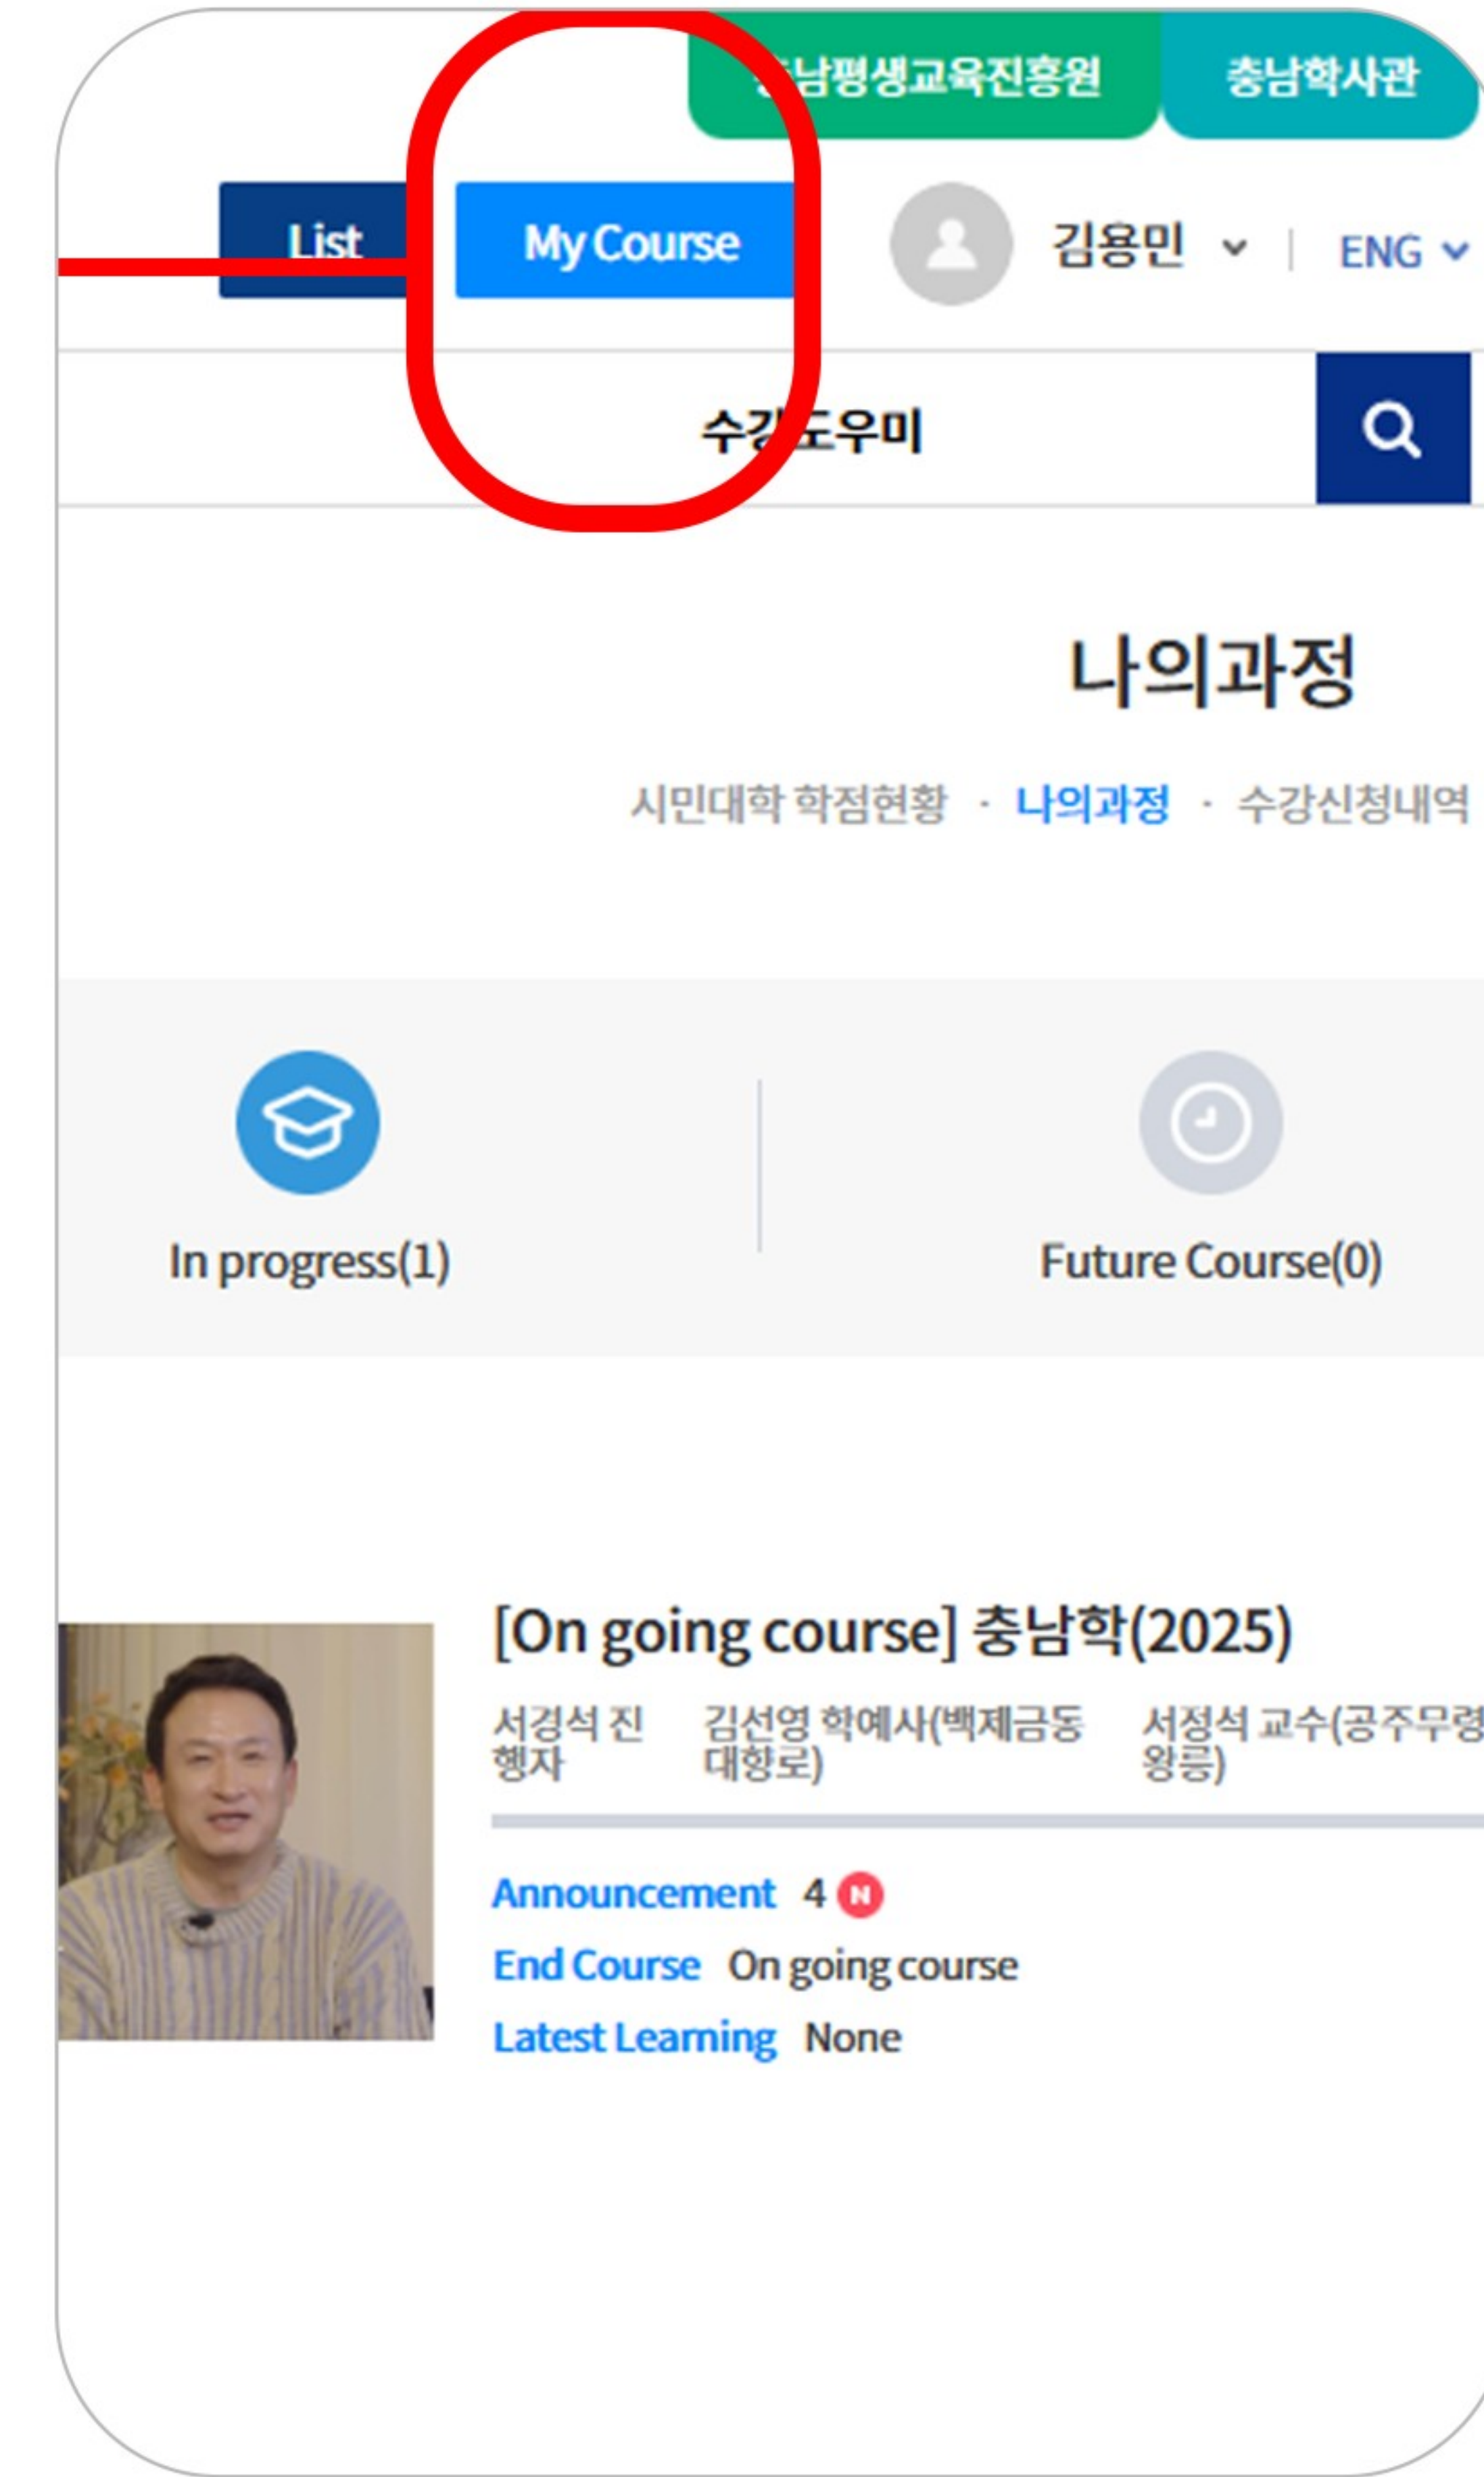 충남평생교육진흥원 충남학사관
List My Course 김용민 ENG
수강도우미
나의과정
시민대학 학점현황 · 나의과정 · 수강신청내역
In progress(1) Future Course(0)
[On going course] 충남학(2025)
서경석 진행자 김선영 학예사(백제금동대향로) 서정석 교수(공주무령왕릉)
Announcement 4 N
End Course On going course
Latest Learning None